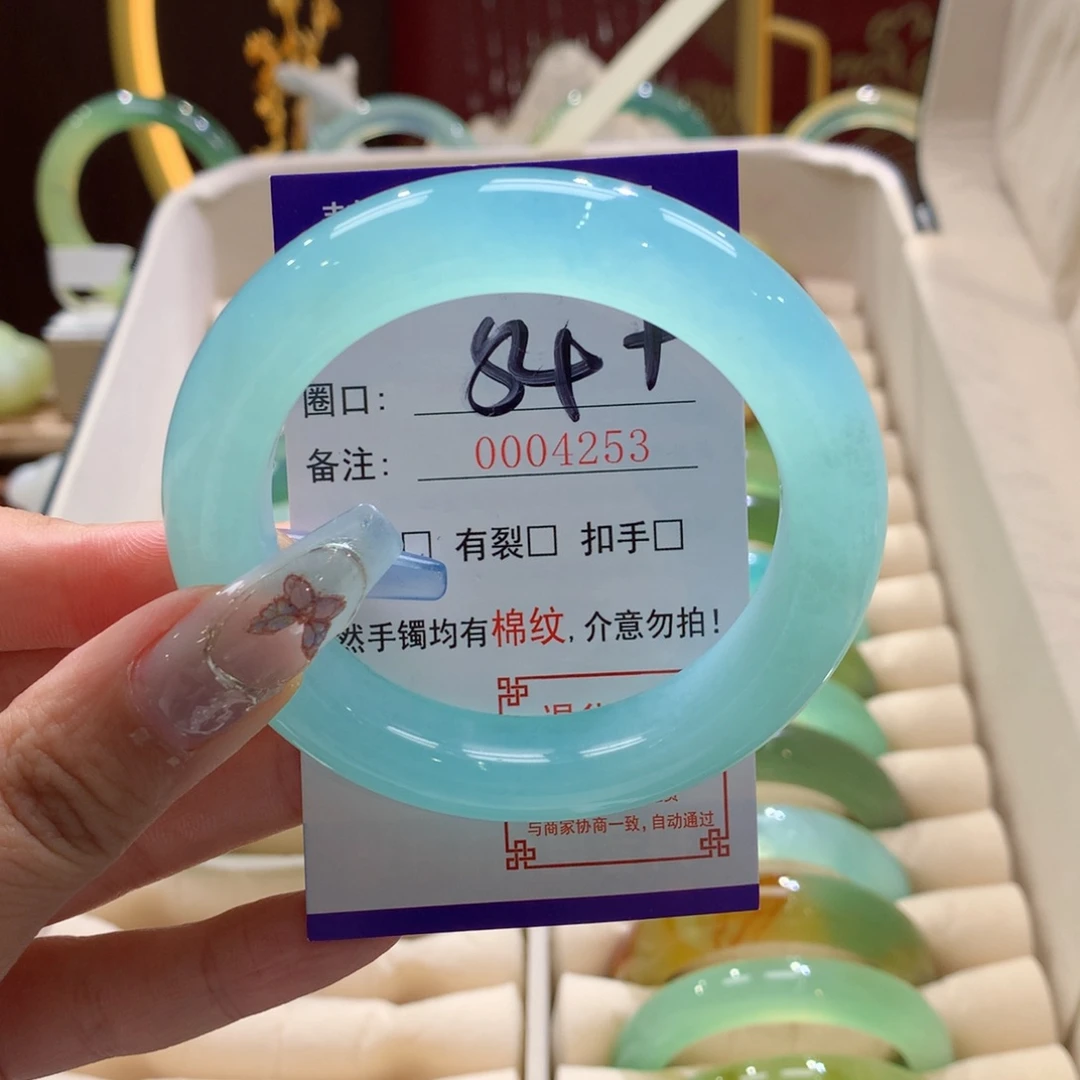 圈口: 84+
备注: 0004253
□ 有裂□ 扣手□
然手镯均有棉纹,介意勿拍!
与商家协商一致,自动通过